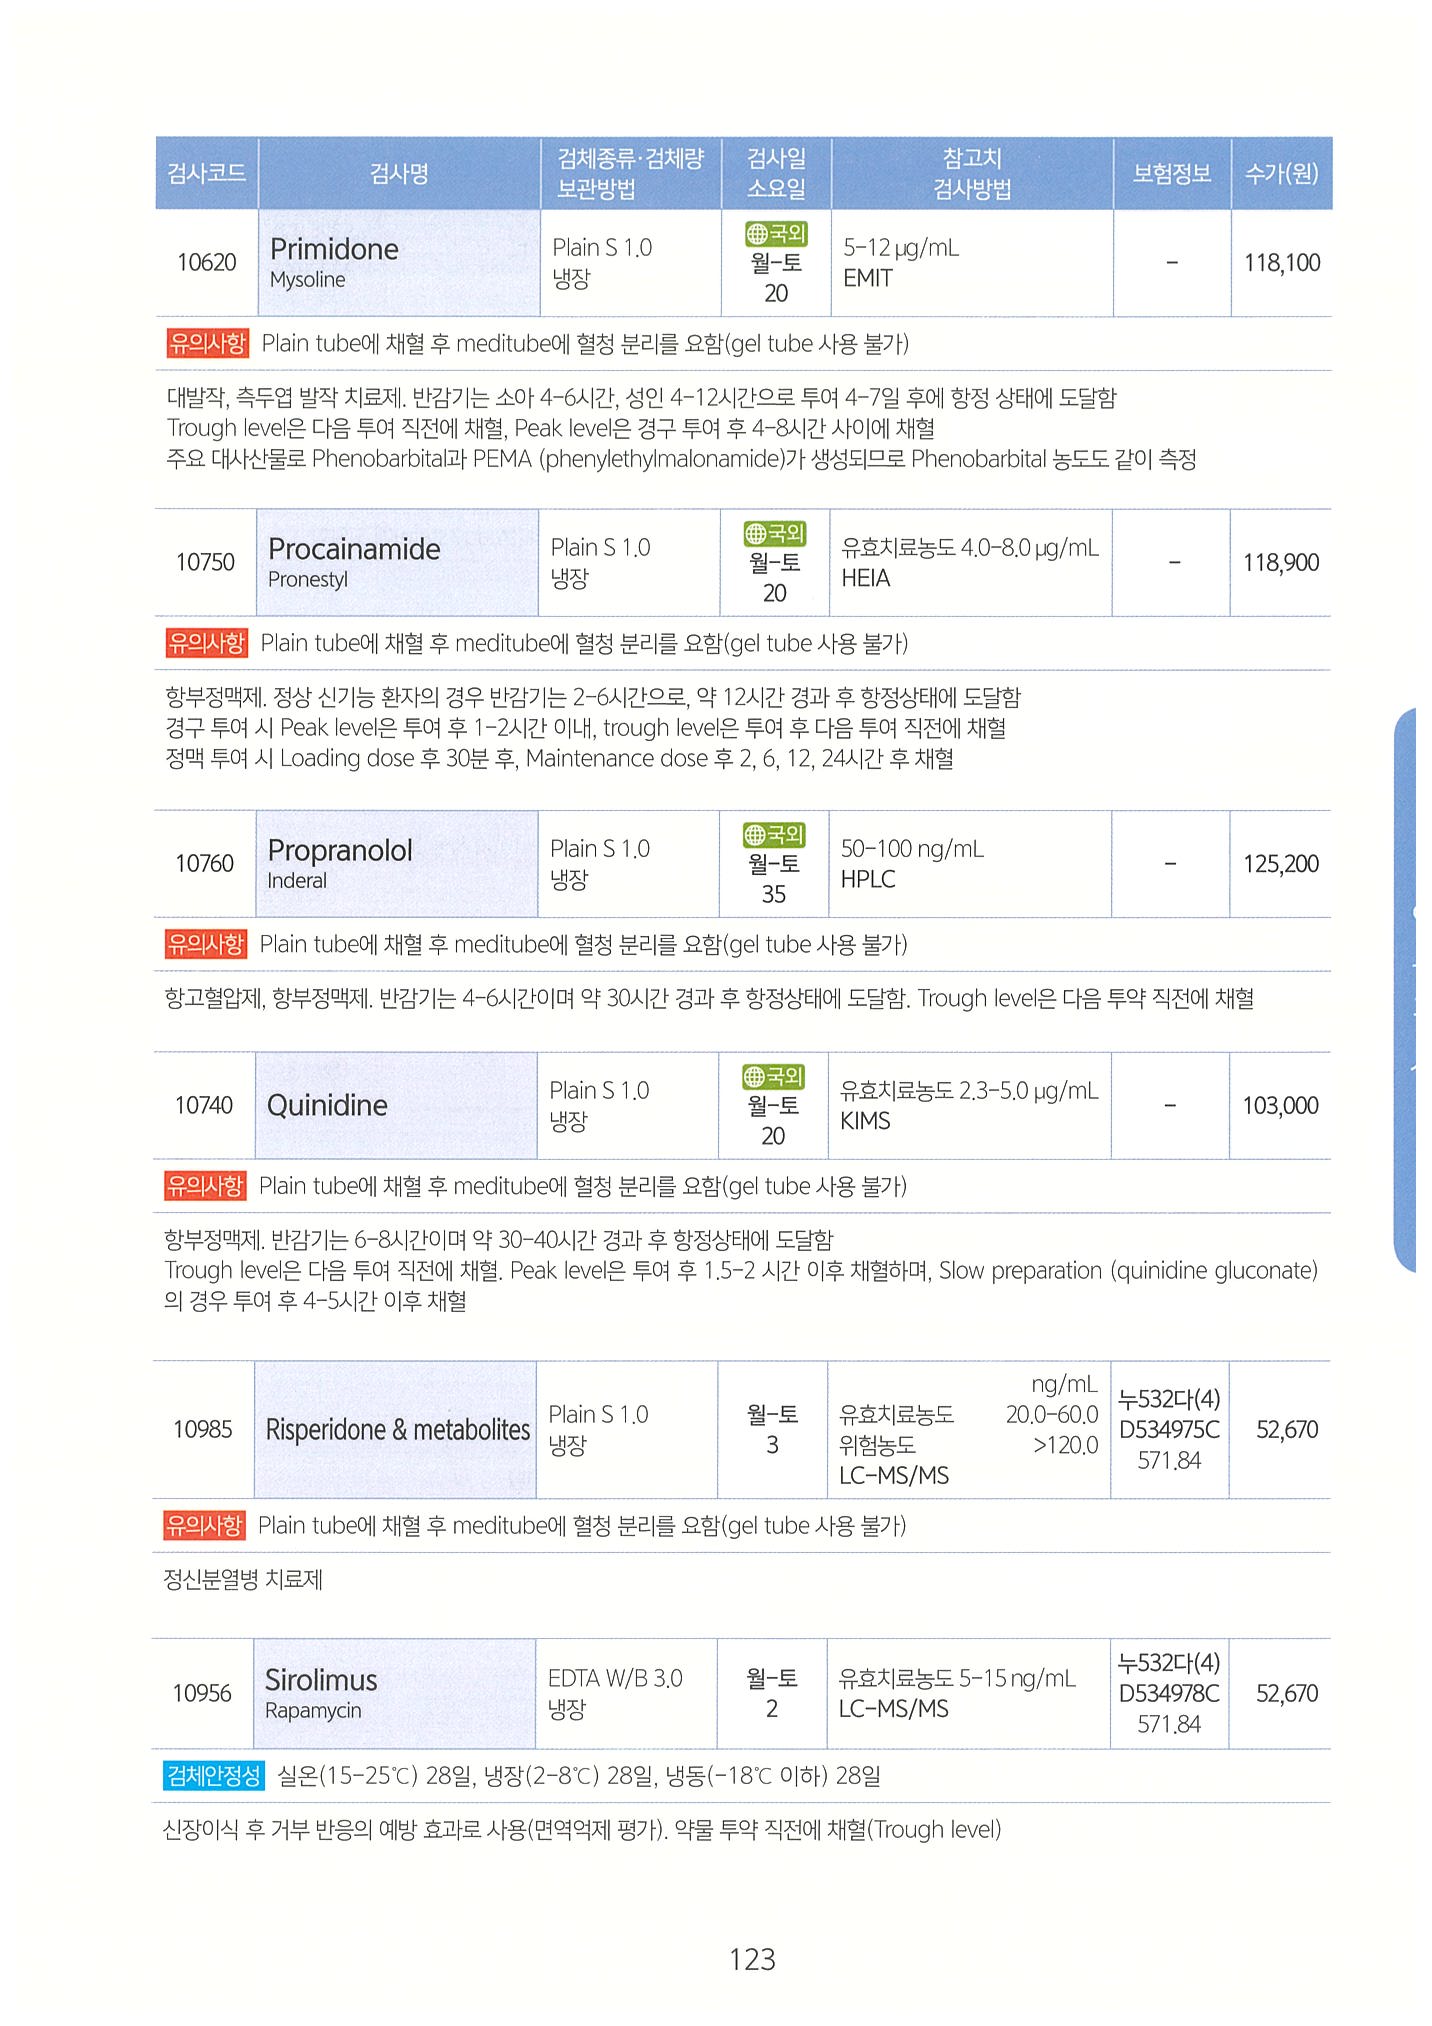 검사코드 검사명 검체종류·검체량 보관방법 검사일 소요일 참고치 검사방법 보험정보 수가(원)
10620 Primidone Mysoline Plain S 1.0 냉장 국외 월-토 20 5-12 µg/mL EMIT - 118,100
유의사항 Plain tube에 채혈 후 meditube에 혈청 분리를 요함(gel tube 사용 불가)
대발작, 측두엽 발작 치료제. 반감기는 소아 4-6시간, 성인 4-12시간으로 투여 4-7일 후에 항정 상태에 도달함
Trough level은 다음 투여 직전에 채혈, Peak level은 경구 투여 후 4-8시간 사이에 채혈
주요 대사산물로 Phenobarbital과 PEMA (phenylethylmalonamide)가 생성되므로 Phenobarbital 농도도 같이 측정
10750 Procainamide Pronestyl Plain S 1.0 냉장 국외 월-토 20 유효치료농도 4.0-8.0 µg/mL HEIA - 118,900
유의사항 Plain tube에 채혈 후 meditube에 혈청 분리를 요함(gel tube 사용 불가)
항부정맥제. 정상 신기능 환자의 경우 반감기는 2-6시간으로, 약 12시간 경과 후 항정상태에 도달함
경구 투여 시 Peak level은 투여 후 1-2시간 이내, trough level은 투여 후 다음 투여 직전에 채혈
정맥 투여 시 Loading dose 후 30분 후, Maintenance dose 후 2, 6, 12, 24시간 후 채혈
10760 Propranolol Inderal Plain S 1.0 냉장 국외 월-토 35 50-100 ng/mL HPLC - 125,200
유의사항 Plain tube에 채혈 후 meditube에 혈청 분리를 요함(gel tube 사용 불가)
항고혈압제, 항부정맥제. 반감기는 4-6시간이며 약 30시간 경과 후 항정상태에 도달함. Trough level은 다음 투약 직전에 채혈
10740 Quinidine Plain S 1.0 냉장 국외 월-토 20 유효치료농도 2.3-5.0 µg/mL KIMS - 103,000
유의사항 Plain tube에 채혈 후 meditube에 혈청 분리를 요함(gel tube 사용 불가)
항부정맥제. 반감기는 6-8시간이며 약 30-40시간 경과 후 항정상태에 도달함
Trough level은 다음 투여 직전에 채혈. Peak level은 투여 후 1.5-2 시간 이후 채혈하며, Slow preparation (quinidine gluconate)
의 경우 투여 후 4-5시간 이후 채혈
10985 Risperidone & metabolites Plain S 1.0 냉장 월-토 3 ng/mL 유효치료농도 20.0-60.0 위험농도 >120.0 LC-MS/MS 누532다(4) D534975C 571.84 52,670
유의사항 Plain tube에 채혈 후 meditube에 혈청 분리를 요함(gel tube 사용 불가)
정신분열병 치료제
10956 Sirolimus Rapamycin EDTA W/B 3.0 냉장 월-토 2 유효치료농도 5-15 ng/mL LC-MS/MS 누532다(4) D534978C 571.84 52,670
검체안정성 실온(15-25℃) 28일, 냉장(2-8℃) 28일, 냉동(-18℃ 이하) 28일
신장이식 후 거부 반응의 예방 효과로 사용(면역억제 평가). 약물 투약 직전에 채혈(Trough level)
123